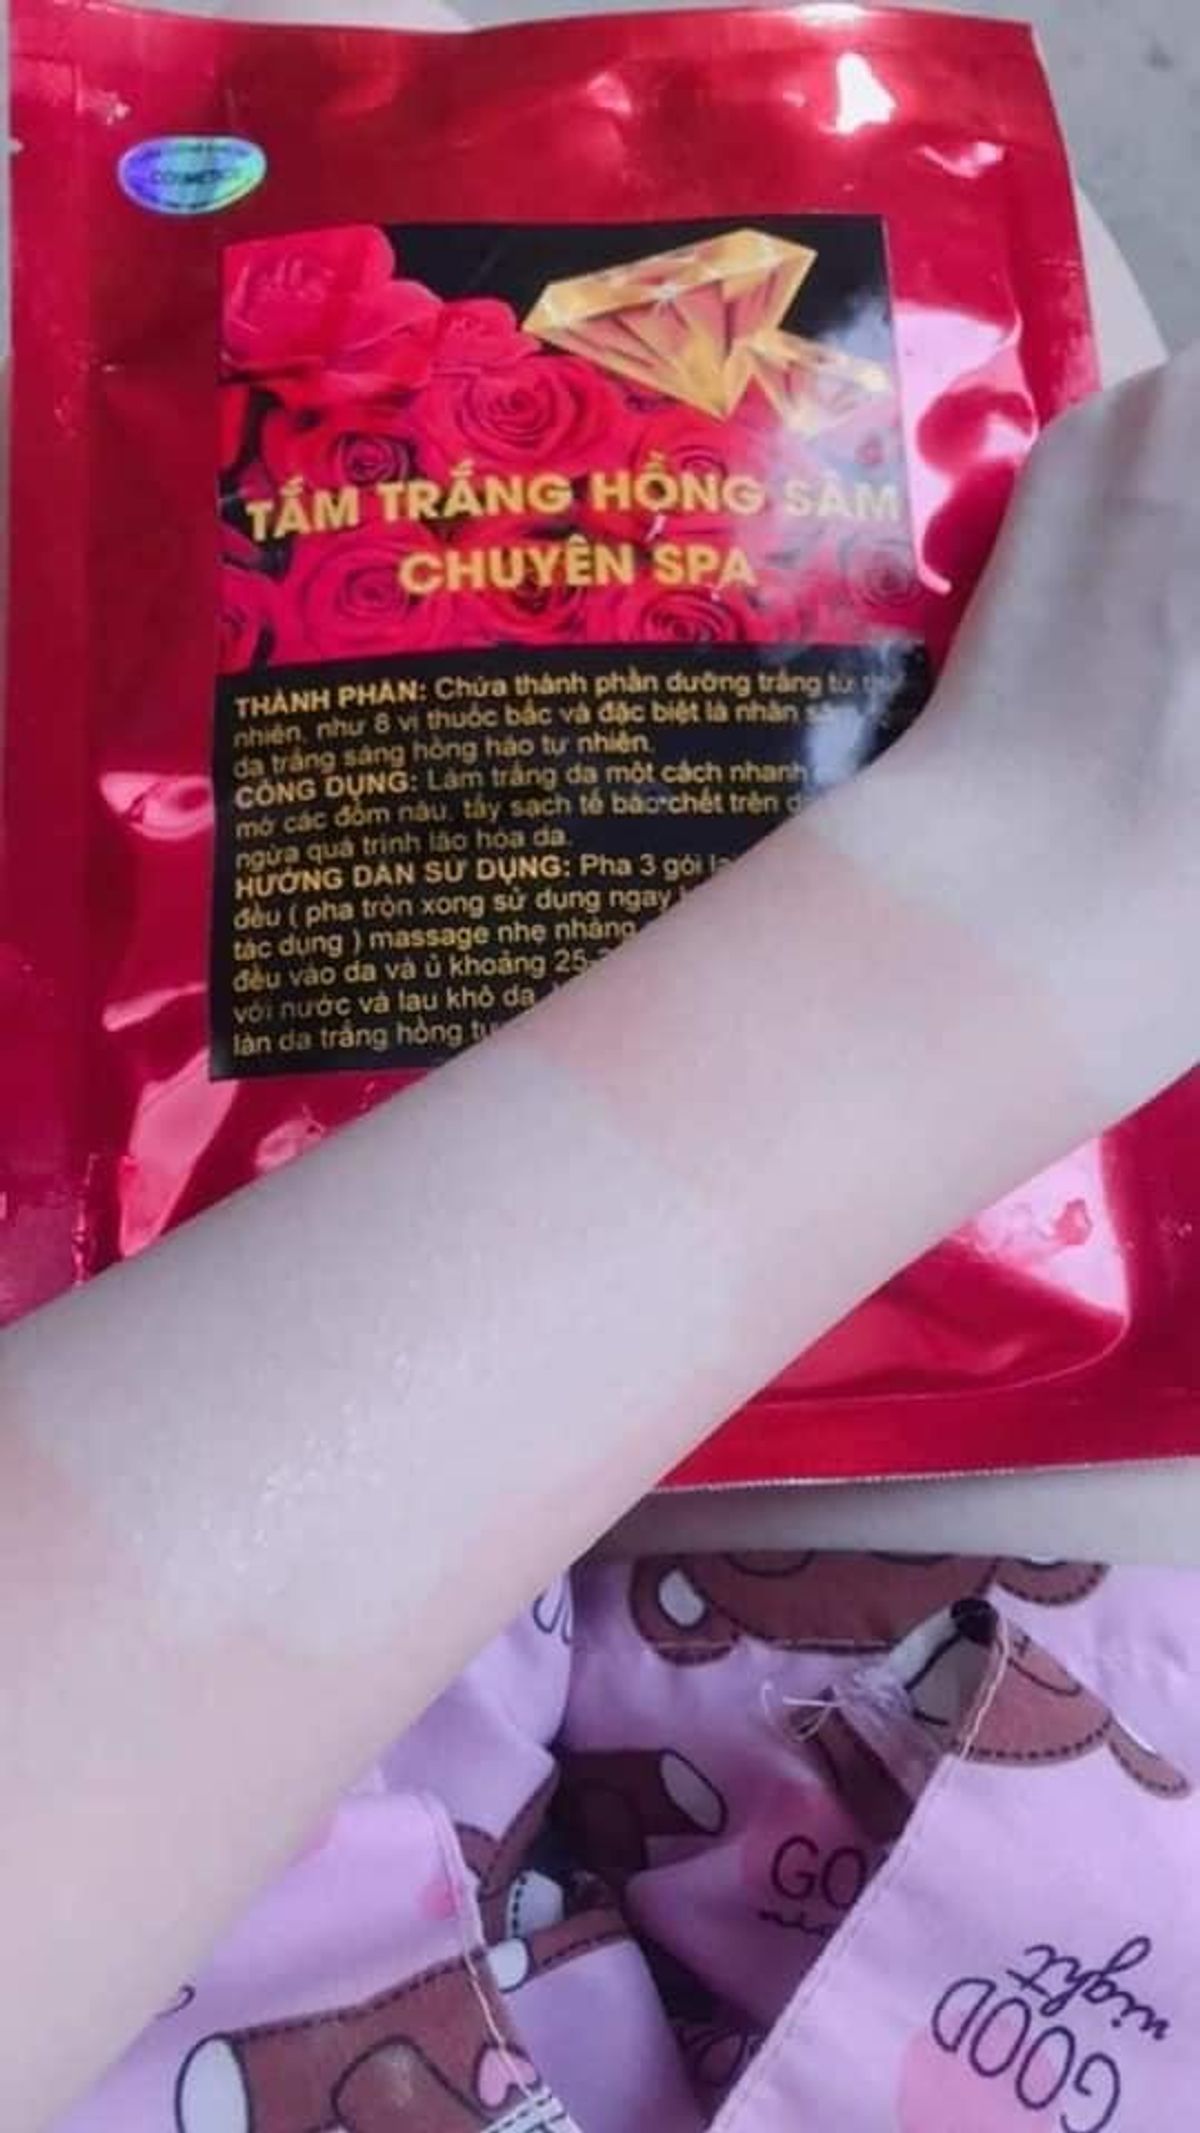 COSMETICS
TẮM TRẮNG HỒNG SÂM
CHUYÊN SPA
THÀNH PHẦN: Chứa thành phần dưỡng trắng từ
nhiên, như 8 vị thuốc bắc và đặc biệt là nhân
da trắng sáng hồng hào tự nhiên.
CÔNG DỤNG: Làm trắng da một cách nhanh
mờ các đốm nâu, tẩy sạch tế bào chết trên
ngừa quá trình lão hóa da.
HƯỚNG DẪN SỬ DỤNG: Pha 3 gói
đều ( pha trộn xong sử dụng ngay
tác dụng ) massage nhẹ nhàng
đều vào da và ủ khoảng 25-
với nước và lau khô da
làn da trắng hồng
GO
GOOD
night